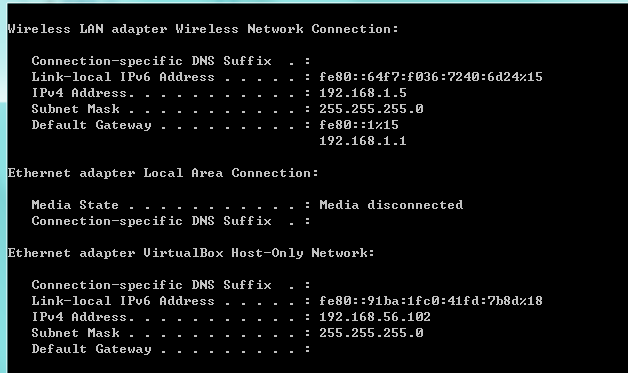 Wireless LAN adapter Wireless Network Connection:
Connection-specific DNS Suffix  . :
Link-local IPv6 Address . . . . . : fe80::64f7:f036:7240:6d24%15
IPv4 Address. . . . . . . . . . . : 192.168.1.5
Subnet Mask . . . . . . . . . . . : 255.255.255.0
Default Gateway . . . . . . . . . : fe80::1%15
192.168.1.1
Ethernet adapter Local Area Connection:
Media State . . . . . . . . . . . : Media disconnected
Connection-specific DNS Suffix  . :
Ethernet adapter VirtualBox Host-Only Network:
Connection-specific DNS Suffix  . :
Link-local IPv6 Address . . . . . : fe80::91ba:1fc0:41fd:7b8d%18
IPv4 Address. . . . . . . . . . . : 192.168.56.102
Subnet Mask . . . . . . . . . . . : 255.255.255.0
Default Gateway . . . . . . . . . :